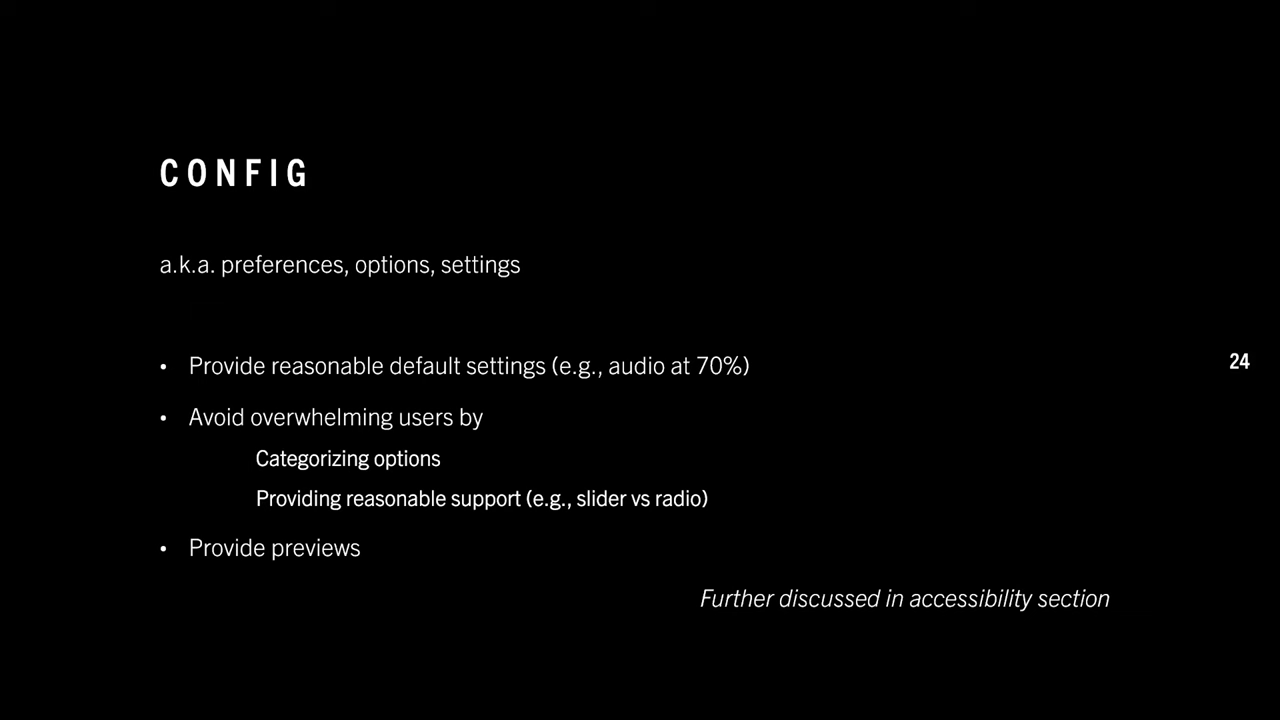 CONFIG
a.k.a. preferences, options, settings
• Provide reasonable default settings (e.g., audio at 70%)
24
• Avoid overwhelming users by
Categorizing options
Providing reasonable support (e.g., slider vs radio)
• Provide previews
Further discussed in accessibility section